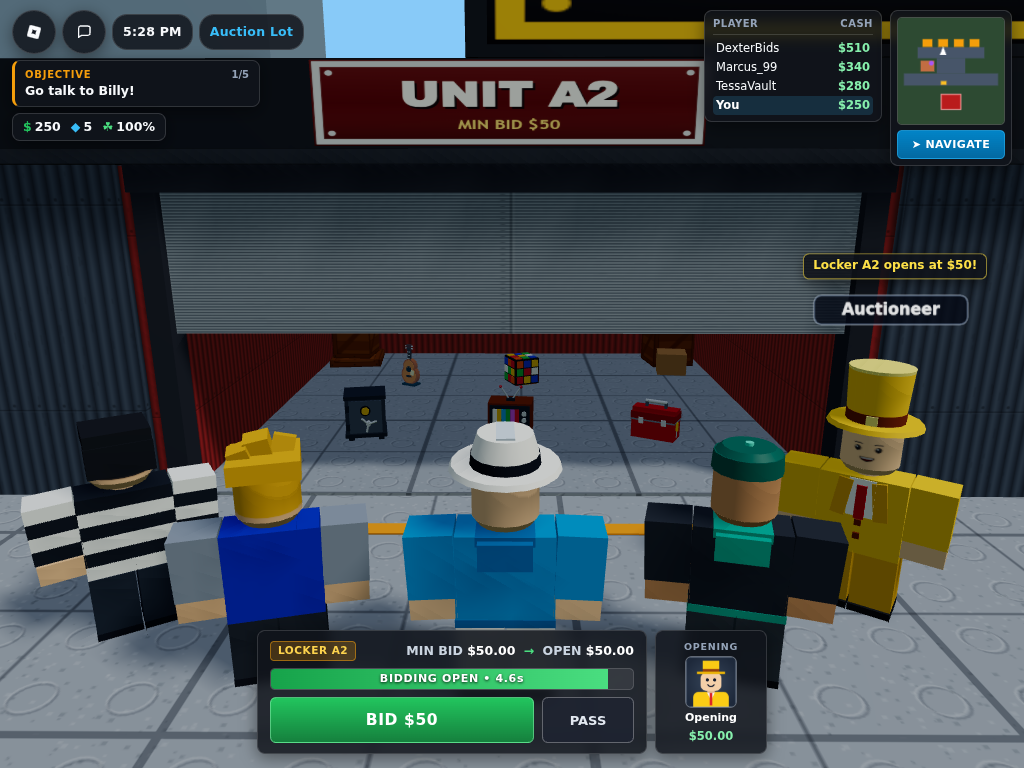 5:28 PM
Auction Lot
OBJECTIVE 1/5
Go talk to Billy!
$ 250 5 100%
UNIT A2
MIN BID $50
PLAYER CASH
DexterBids $510
Marcus_99 $340
TessaVault $280
You $250
NAVIGATE
Locker A2 opens at $50!
Auctioneer
LOCKER A2 MIN BID $50.00 → OPEN $50.00
BIDDING OPEN • 4.6s
BID $50 PASS
OPENING
Opening
$50.00